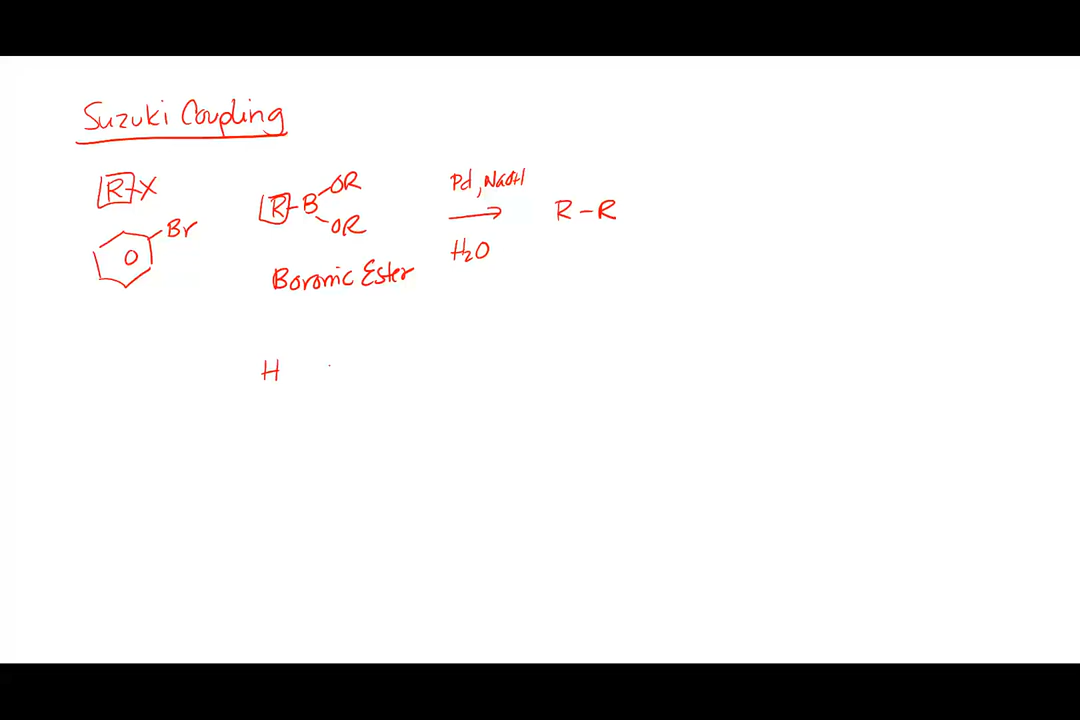 Suzuki Coupling
R-X
Br
R-B
OR
OR
Boronic Ester
Pd, NaOH
H₂O
R-R
H